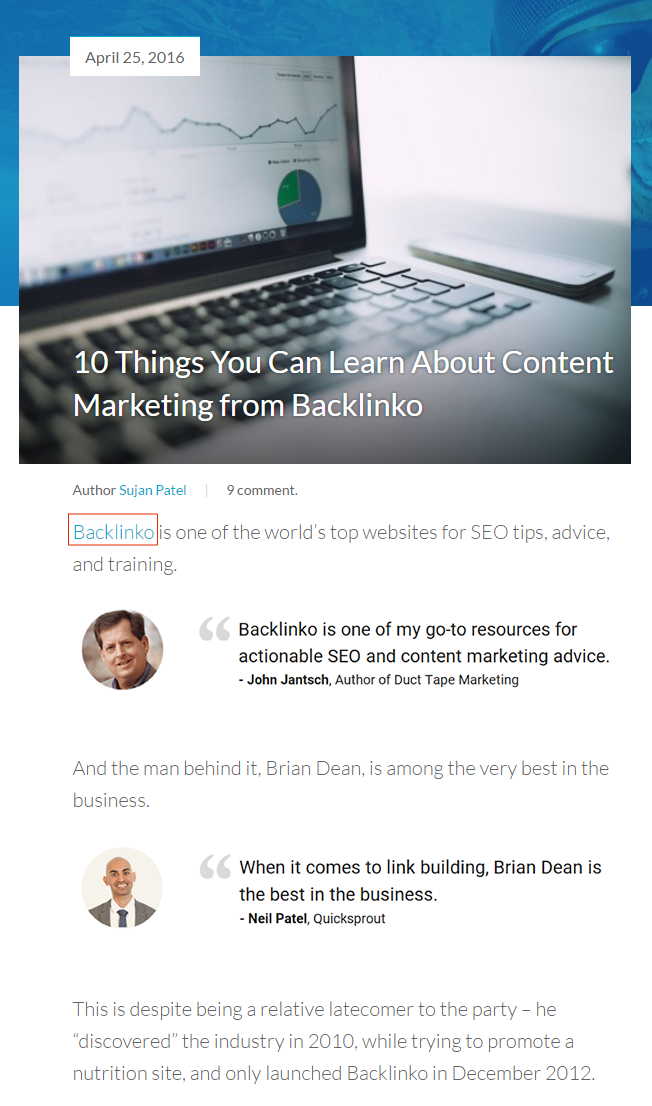 April 25, 2016
10 Things You Can Learn About Content
Marketing from Backlinko
Author Sujan Patel | 9 comment.
Backlinko is one of the world’s top websites for SEO tips, advice,
and training.
“ Backlinko is one of my go-to resources for
actionable SEO and content marketing advice.
- John Jantsch, Author of Duct Tape Marketing
And the man behind it, Brian Dean, is among the very best in the
business.
“ When it comes to link building, Brian Dean is
the best in the business.
- Neil Patel, Quicksprout
This is despite being a relative latecomer to the party – he
“discovered” the industry in 2010, while trying to promote a
nutrition site, and only launched Backlinko in December 2012.